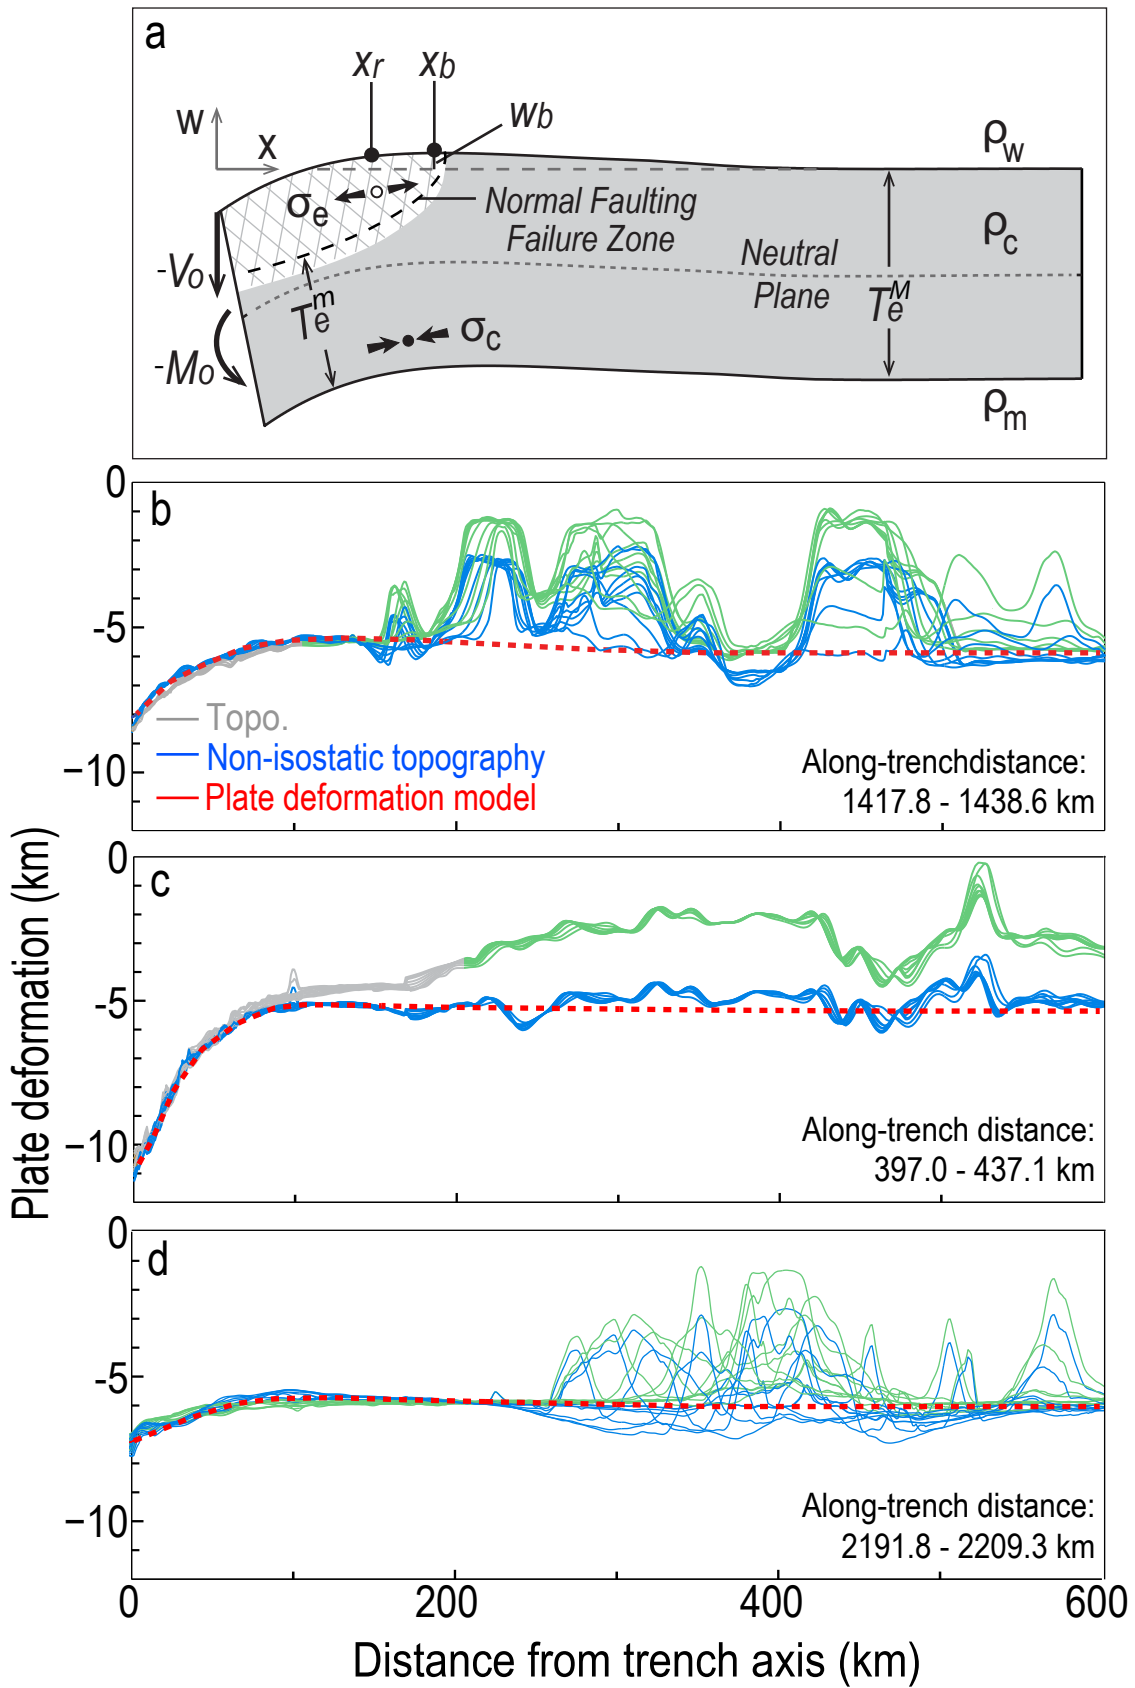 a
xr
xb
w
wb
x
ρw
σe
Normal Faulting
Failure Zone
ρc
Neutral
Plane
-Vo
Tem
TeM
σc
-Mo
ρm
0
b
-5
Topo.
Non-isostatic topography
Plate deformation model
−10
Along-trenchdistance:
1417.8 - 1438.6 km
0
c
-5
−10
Along-trench distance:
397.0 - 437.1 km
Plate deformation (km)
0
d
-5
−10
Along-trench distance:
2191.8 - 2209.3 km
0
200
400
600
Distance from trench axis (km)